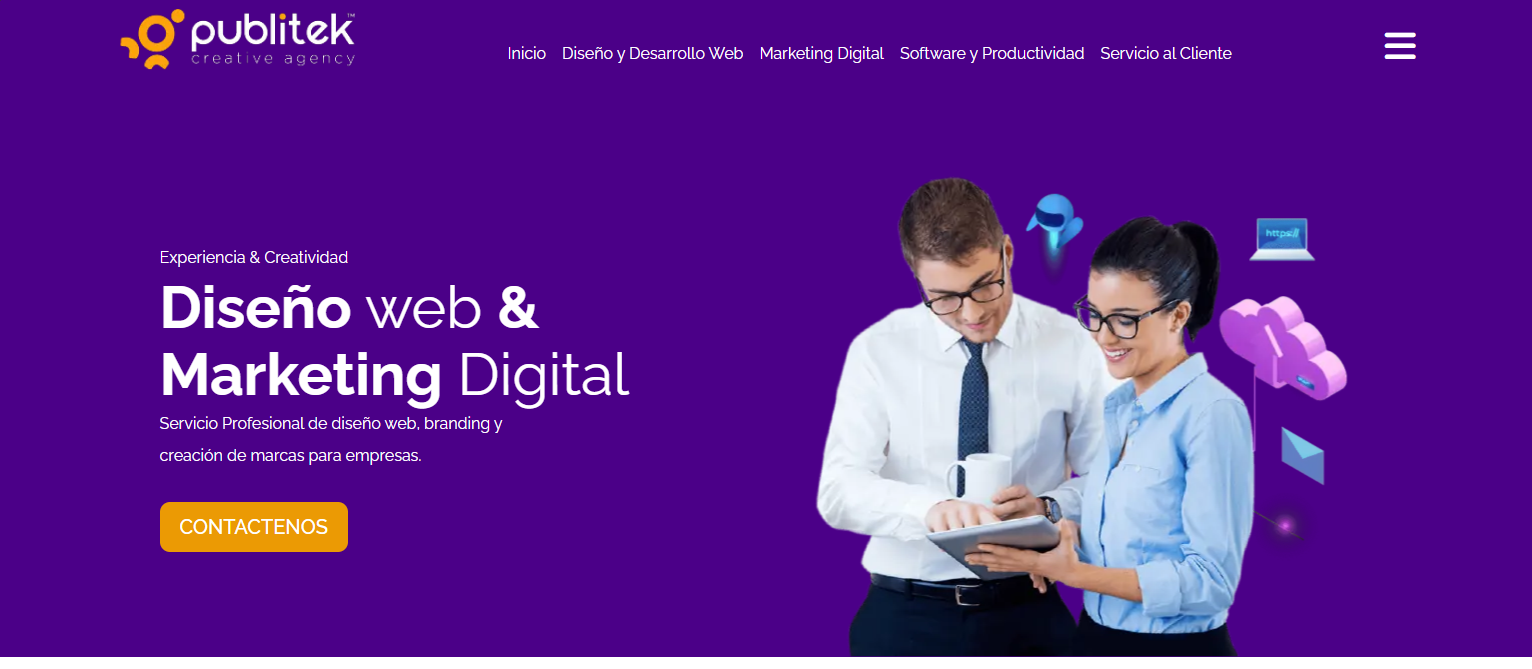 publitek™
creative agency
Inicio Diseño y Desarrollo Web Marketing Digital Software y Productividad Servicio al Cliente
Experiencia & Creatividad
Diseño web &
Marketing Digital
Servicio Profesional de diseño web, branding y
creación de marcas para empresas.
CONTACTENOS
https://